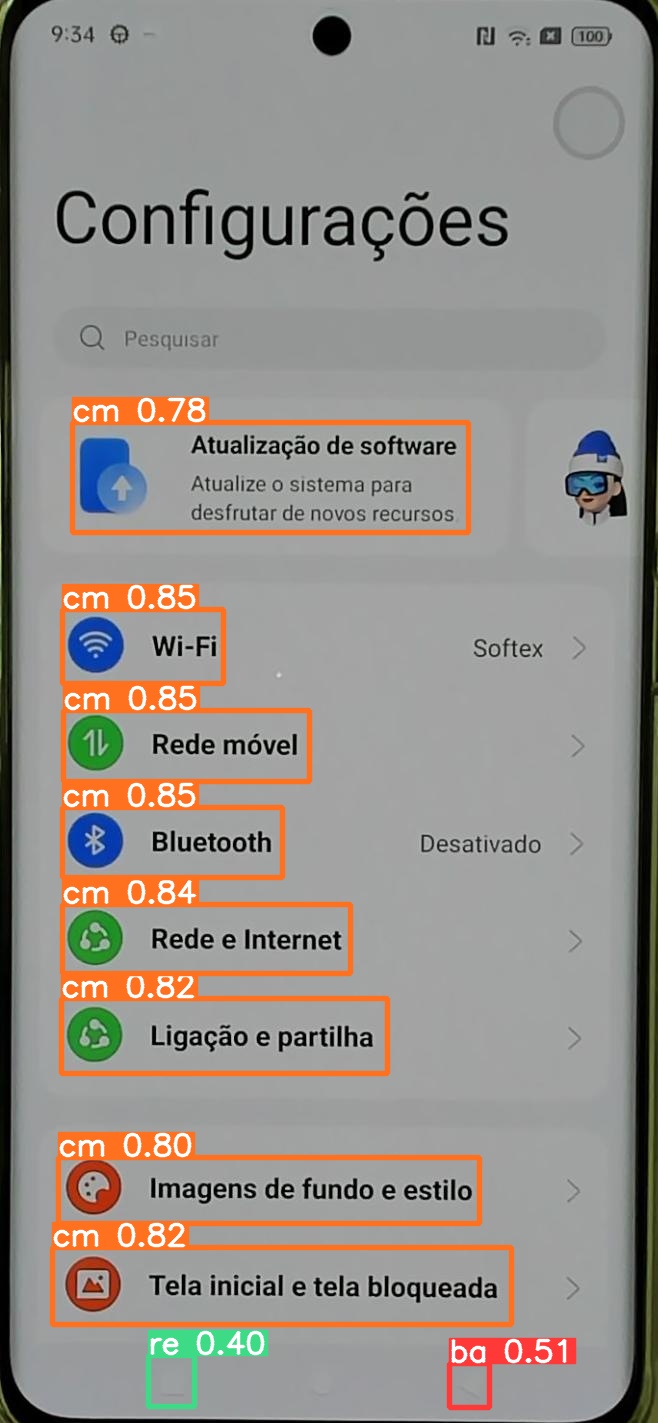 9:34
100
Configurações
Pesquisar
cm 0.78
Atualização de software
Atualize o sistema para
desfrutar de novos recursos.
cm 0.85
Wi-Fi Softex
cm 0.85
Rede móvel
cm 0.85
Bluetooth Desativado
cm 0.84
Rede e Internet
cm 0.82
Ligação e partilha
cm 0.80
Imagens de fundo e estilo
cm 0.82
Tela inicial e tela bloqueada
re 0.40
ba 0.51